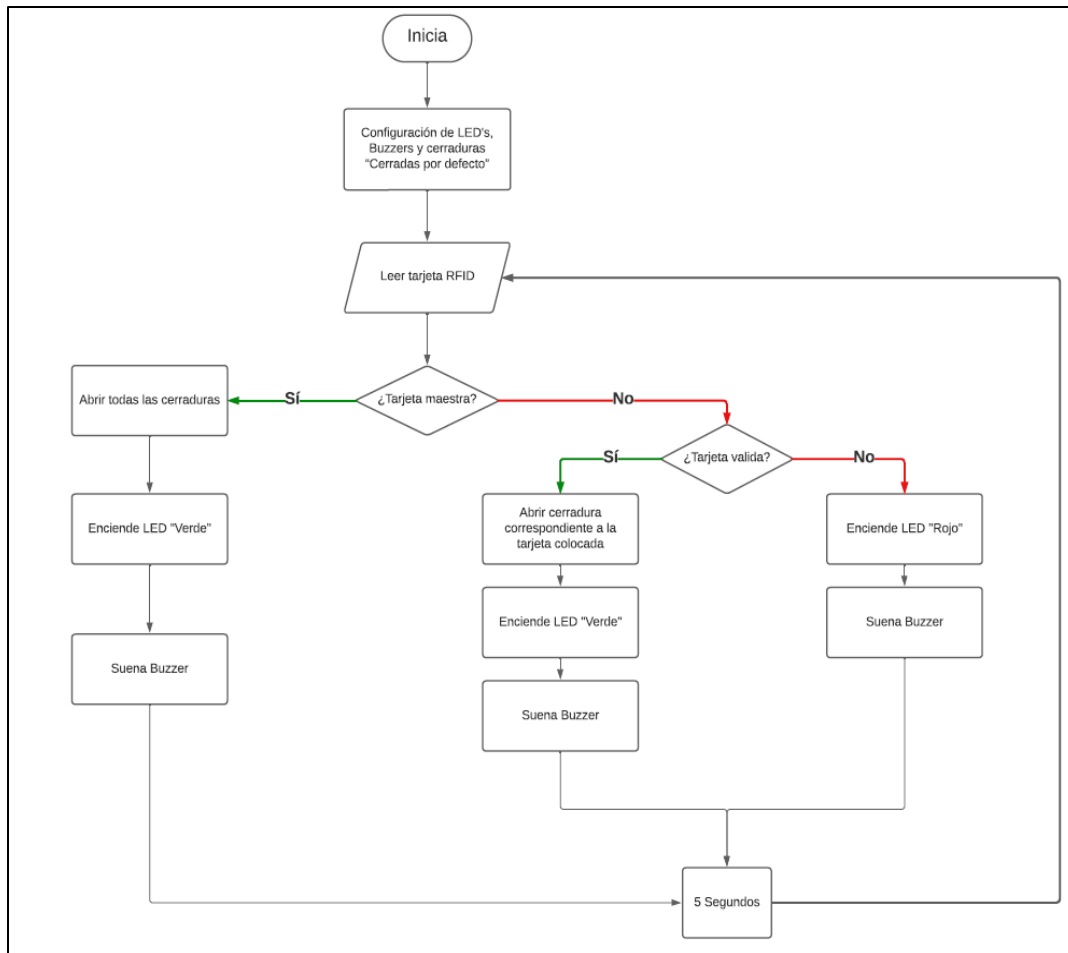 Inicia
Configuración de LED's,
Buzzers y cerraduras
"Cerradas por defecto"
Leer tarjeta RFID
¿Tarjeta maestra?
Sí
No
Abrir todas las cerraduras
Enciende LED "Verde"
Suena Buzzer
¿Tarjeta valida?
Sí
No
Abrir cerradura
correspondiente a la
tarjeta colocada
Enciende LED "Verde"
Suena Buzzer
Enciende LED "Rojo"
Suena Buzzer
5 Segundos